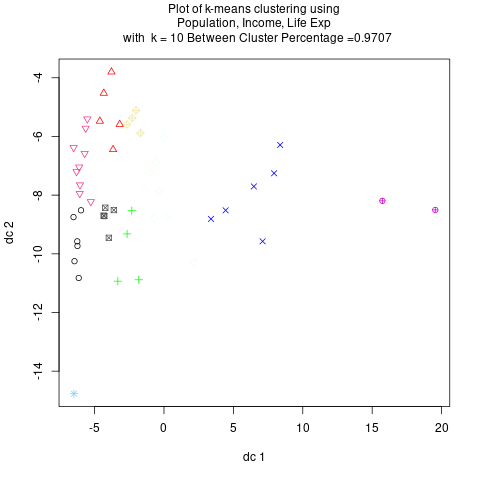 Plot of k-means clustering using
Population, Income, Life Exp
with k = 10 Between Cluster Percentage =0.9707
-4
-6
-8
-10
-12
-14
dc 2
-5
0
5
10
15
20
dc 1